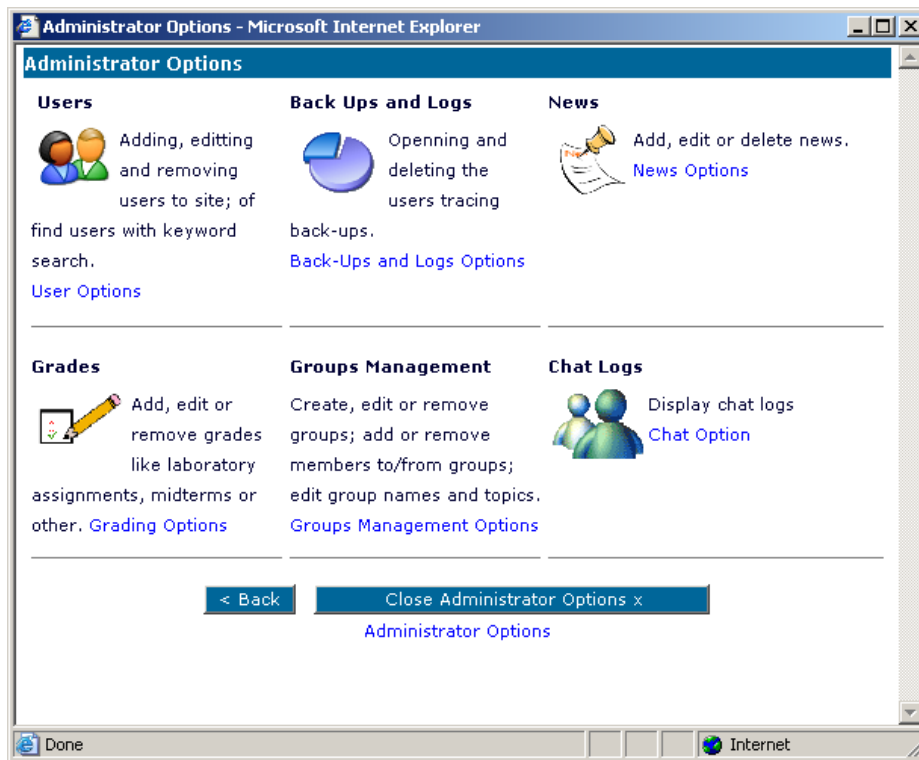 Administrator Options - Microsoft Internet Explorer
Administrator Options
Users
Adding, editting
and removing
users to site; of
find users with keyword
search.
User Options
Back Ups and Logs
Openning and
deleting the
users tracing
back-ups.
Back-Ups and Logs Options
News
Add, edit or delete news.
News Options
Grades
Add, edit or
remove grades
like laboratory
assignments, midterms or
other. Grading Options
Groups Management
Create, edit or remove
groups; add or remove
members to/from groups;
edit group names and topics.
Groups Management Options
Chat Logs
Display chat logs
Chat Option
< Back
Close Administrator Options x
Administrator Options
Done
Internet